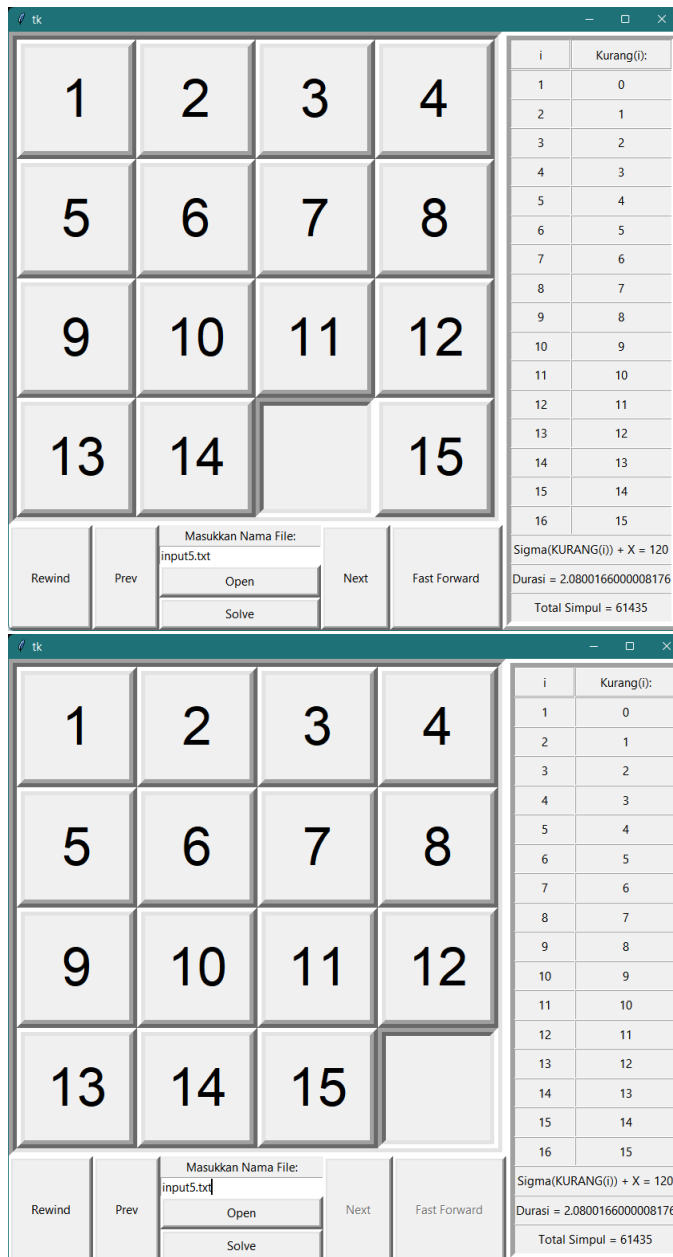 tk
1 2 3 4
5 6 7 8
9 10 11 12
13 14 15
i Kurang(i):
1 0
2 1
3 2
4 3
5 4
6 5
7 6
8 7
9 8
10 9
11 10
12 11
13 12
14 13
15 14
16 15
Sigma(KURANG(i)) + X = 120
Durasi = 2.0800166000008176
Total Simpul = 61435
Rewind
Prev
Masukkan Nama File:
input5.txt
Open
Solve
Next
Fast Forward
tk
1 2 3 4
5 6 7 8
9 10 11 12
13 14 15
i Kurang(i):
1 0
2 1
3 2
4 3
5 4
6 5
7 6
8 7
9 8
10 9
11 10
12 11
13 12
14 13
15 14
16 15
Sigma(KURANG(i)) + X = 120
Durasi = 2.0800166000008176
Total Simpul = 61435
Rewind
Prev
Masukkan Nama File:
input5.txt
Open
Solve
Next
Fast Forward